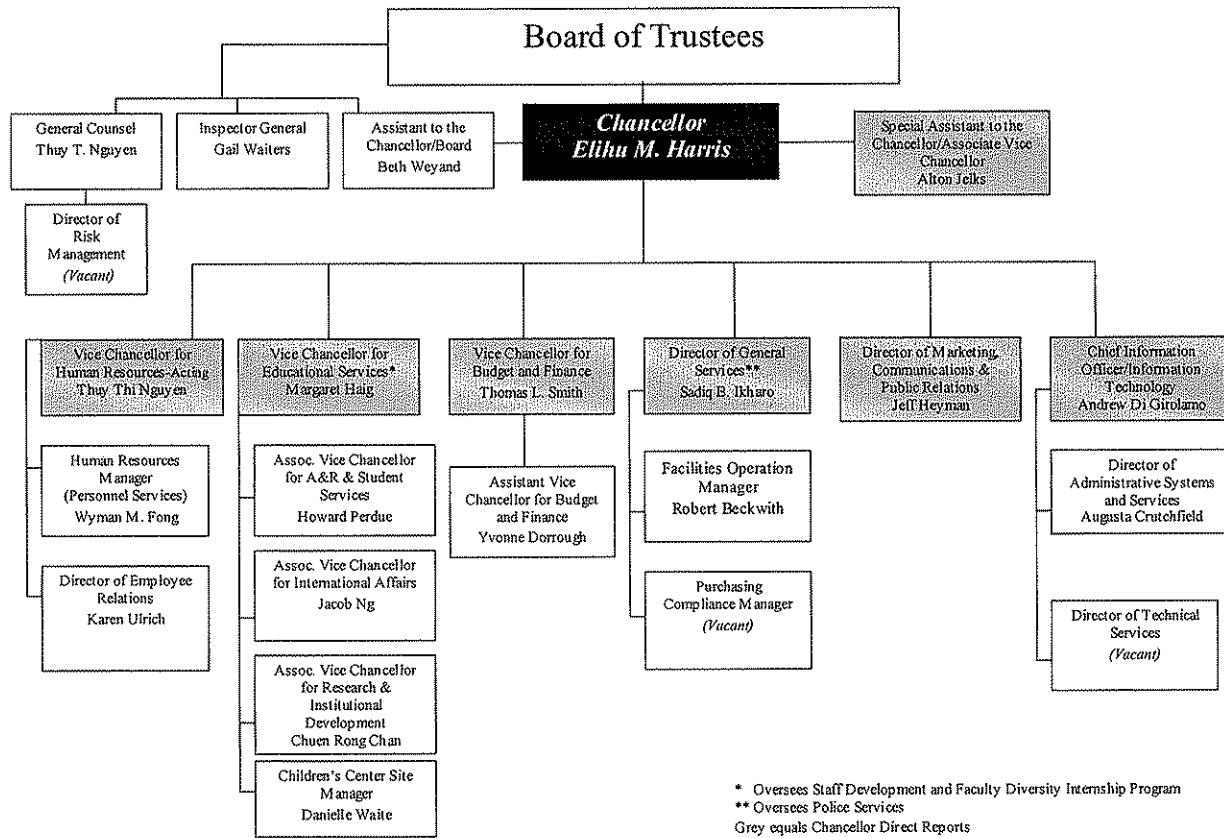 Board of Trustees
General Counsel
Thuy T. Nguyen
Inspector General
Gail Waiters
Assistant to the
Chancellor/Board
Beth Weyand
Chancellor
Elihu M. Harris
Special Assistant to the
Chancellor/Associate Vice
Chancellor
Alton Jelks
Director of
Risk
Management
(Vacant)
Vice Chancellor for
Human Resources-Acting
Thuy Thi Nguyen
Vice Chancellor for
Educational Services*
Margaret Haig
Vice Chancellor for
Budget and Finance
Thomas L. Smith
Director of General
Services**
Sadiq B. Ikharo
Director of Marketing,
Communications &
Public Relations
Jeff Heyman
Chief Information
Officer/Information
Technology
Andrew Di Girolamo
Human Resources
Manager
(Personnel Services)
Wyman M. Fong
Assoc. Vice Chancellor
for A&R & Student
Services
Howard Perdue
Assistant Vice
Chancellor for Budget
and Finance
Yvonne Dorrough
Facilities Operation
Manager
Robert Beckwith
Director of
Administrative Systems
and Services
Augusta Crutchfield
Director of Employee
Relations
Karen Ulrich
Assoc. Vice Chancellor
for International Affairs
Jacob Ng
Purchasing
Compliance Manager
(Vacant)
Director of Technical
Services
(Vacant)
Assoc. Vice Chancellor
for Research &
Institutional
Development
Chuen Rong Chan
Children's Center Site
Manager
Danielle Waite
* Oversees Staff Development and Faculty Diversity Internship Program
** Oversees Police Services
Grey equals Chancellor Direct Reports